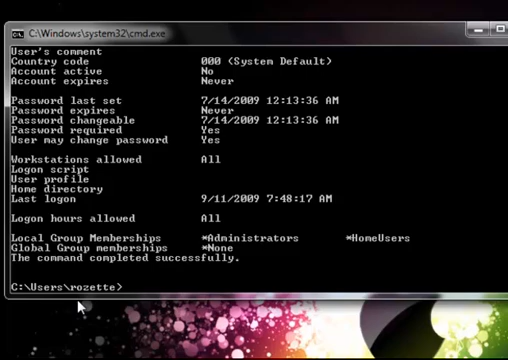 C:\Windows\system32\cmd.exe
User's comment
Country code 000 (System Default)
Account active No
Account expires Never
Password last set 7/14/2009 12:13:36 AM
Password expires Never
Password changeable 7/14/2009 12:13:36 AM
Password required Yes
User may change password Yes
Workstations allowed All
Logon script
User profile
Home directory
Last logon 9/11/2009 7:48:17 AM
Logon hours allowed All
Local Group Memberships *Administrators *HomeUsers
Global Group memberships *None
The command completed successfully.
C:\Users\rozette>